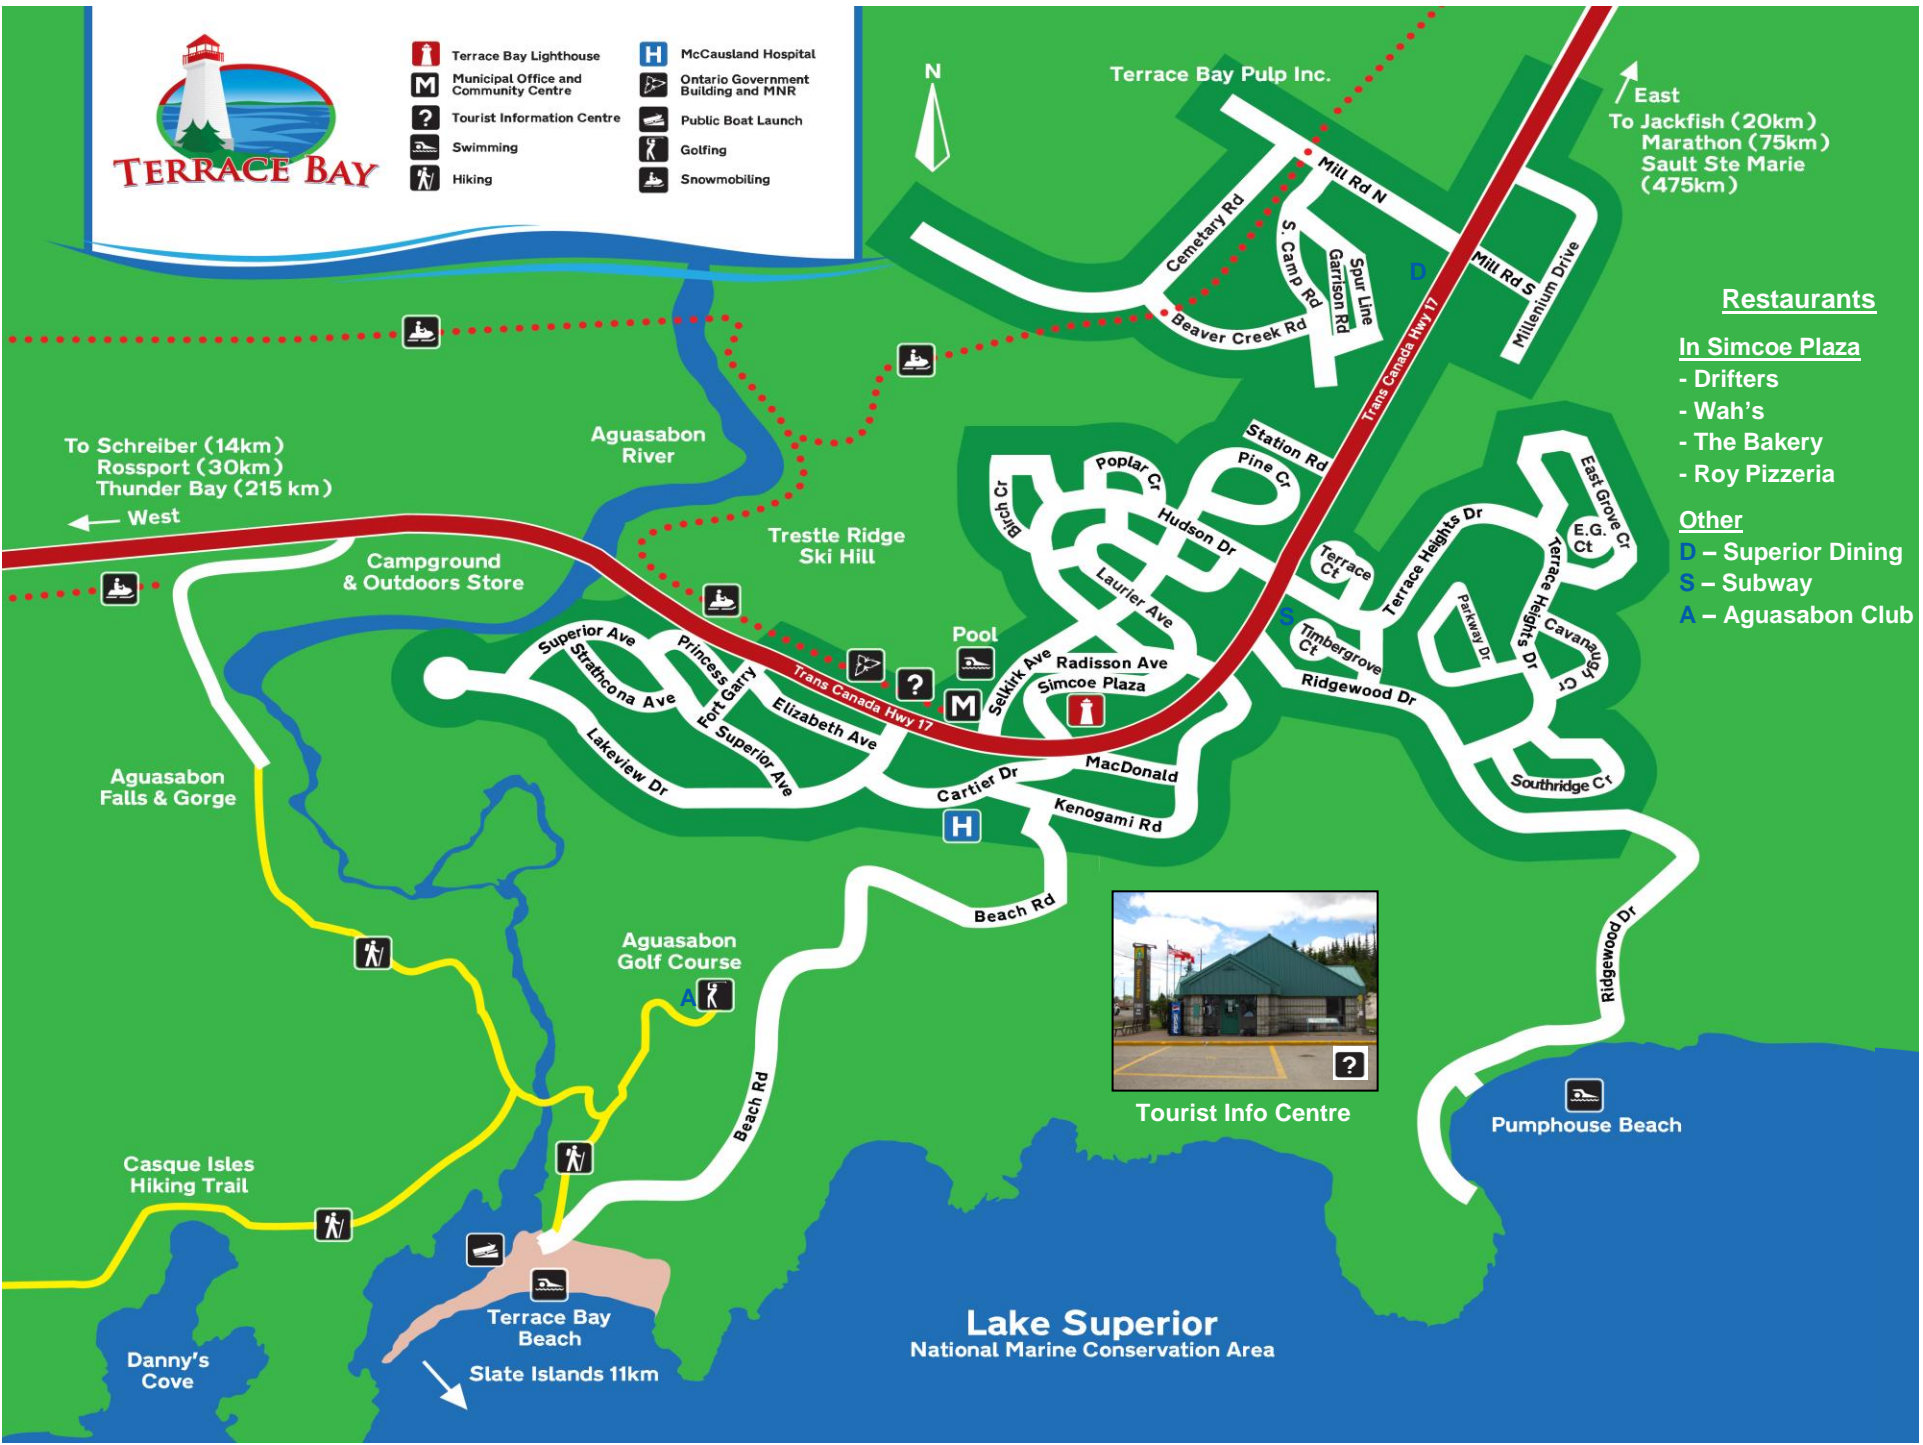 TERRACE BAY
Terrace Bay Lighthouse
M
Municipal Office and
Community Centre
?
Tourist Information Centre
Swimming
Hiking
H
McCausland Hospital
Ontario Government
Building and MNR
Public Boat Launch
Golfing
Snowmobiling
N
Terrace Bay Pulp Inc.
East
To Jackfish (20km)
Marathon (75km)
Sault Ste Marie
(475km)
Mill Rd N
Cemetary Rd
S. Camp Rd
Garrison Rd
Spur Line
Beaver Creek Rd
D
Mill Rd S
Millenium Drive
Trans Canada Hwy 17
Restaurants
In Simcoe Plaza
- Drifters
- Wah's
- The Bakery
- Roy Pizzeria
Other
D – Superior Dining
S – Subway
A – Aguasabon Club
To Schreiber (14km)
Rossport (30km)
Thunder Bay (215 km)
West
Aguasabon
River
Campground
& Outdoors Store
Trestle Ridge
Ski Hill
Station Rd
Pine Cr
Poplar Cr
Birch Cr
Hudson Dr
Laurier Ave
Terrace
Ct
Terrace Heights Dr
East Grove Cr
E.G.
Ct
Terrace Heights Dr
Parkway Dr
Cavanaugh Cr
S
Timbergrove
Ct
Ridgewood Dr
Southridge Cr
Pool
Selkirk Ave
Radisson Ave
Simcoe Plaza
?
M
Superior Ave
Strathcona Ave
Princess
Fort Garry
Trans Canada Hwy 17
Elizabeth Ave
Superior Ave
Lakeview Dr
Cartier Dr
MacDonald
Kenogami Rd
H
Beach Rd
Aguasabon
Falls & Gorge
Aguasabon
Golf Course
A
Beach Rd
?
Tourist Info Centre
Ridgewood Dr
Pumphouse Beach
Casque Isles
Hiking Trail
Terrace Bay
Beach
Slate Islands 11km
Danny's
Cove
Lake Superior
National Marine Conservation Area